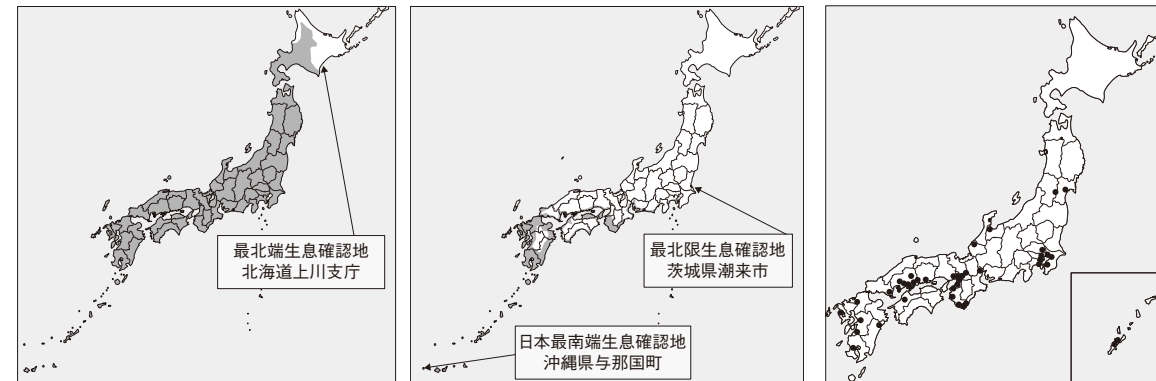 最北端生息確認地
北海道上川支庁
最北限生息確認地
茨城県潮来市
日本最南端生息確認地
沖縄県与那国町